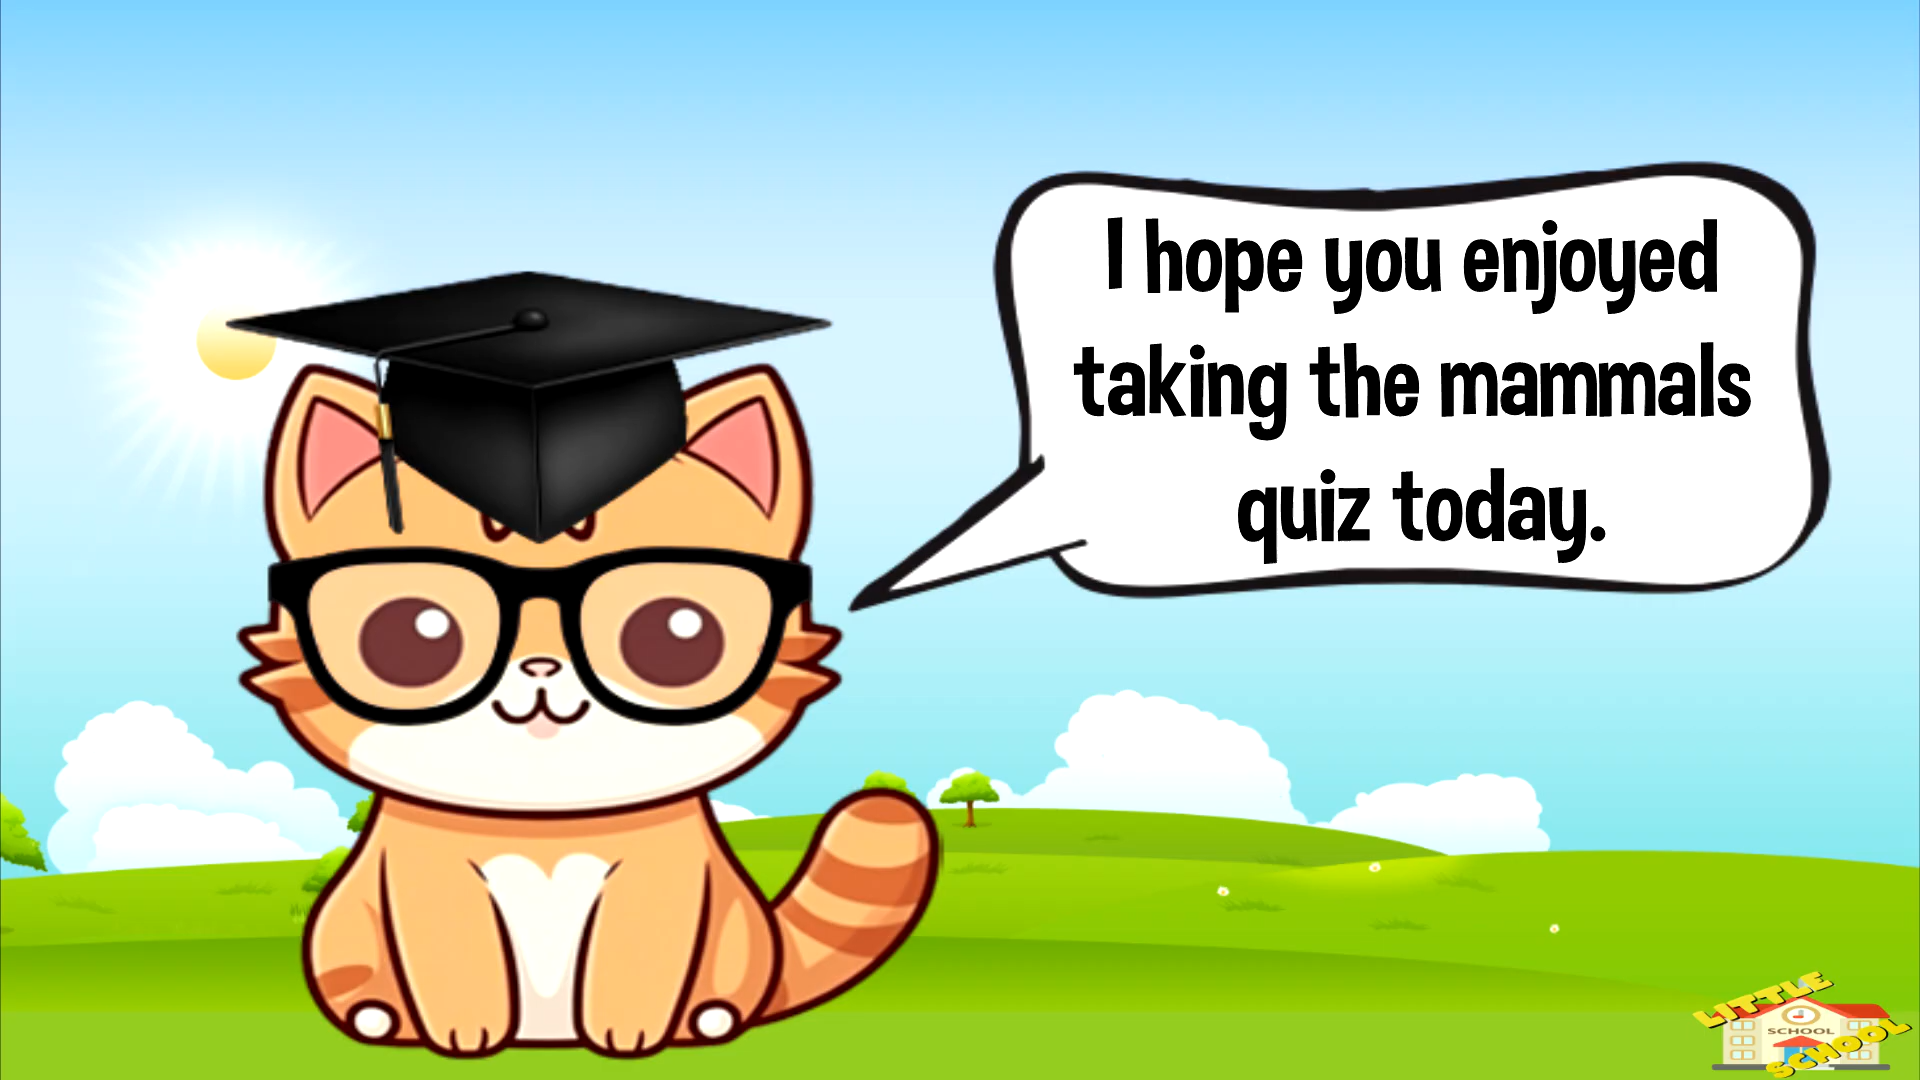 I hope you enjoyed
taking the mammals
quiz today.
LITTLE
SCHOOL
SCHOOL